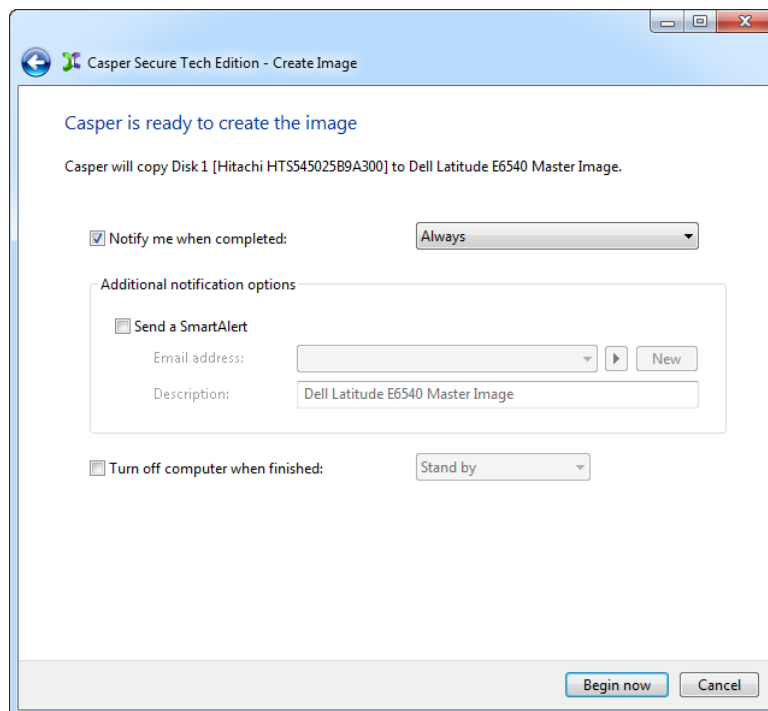 Casper Secure Tech Edition - Create Image
Casper is ready to create the image
Casper will copy Disk 1 [Hitachi HTS545025B9A300] to Dell Latitude E6540 Master Image.
Notify me when completed: Always
Additional notification options
Send a SmartAlert
Email address: New
Description: Dell Latitude E6540 Master Image
Turn off computer when finished: Stand by
Begin now Cancel